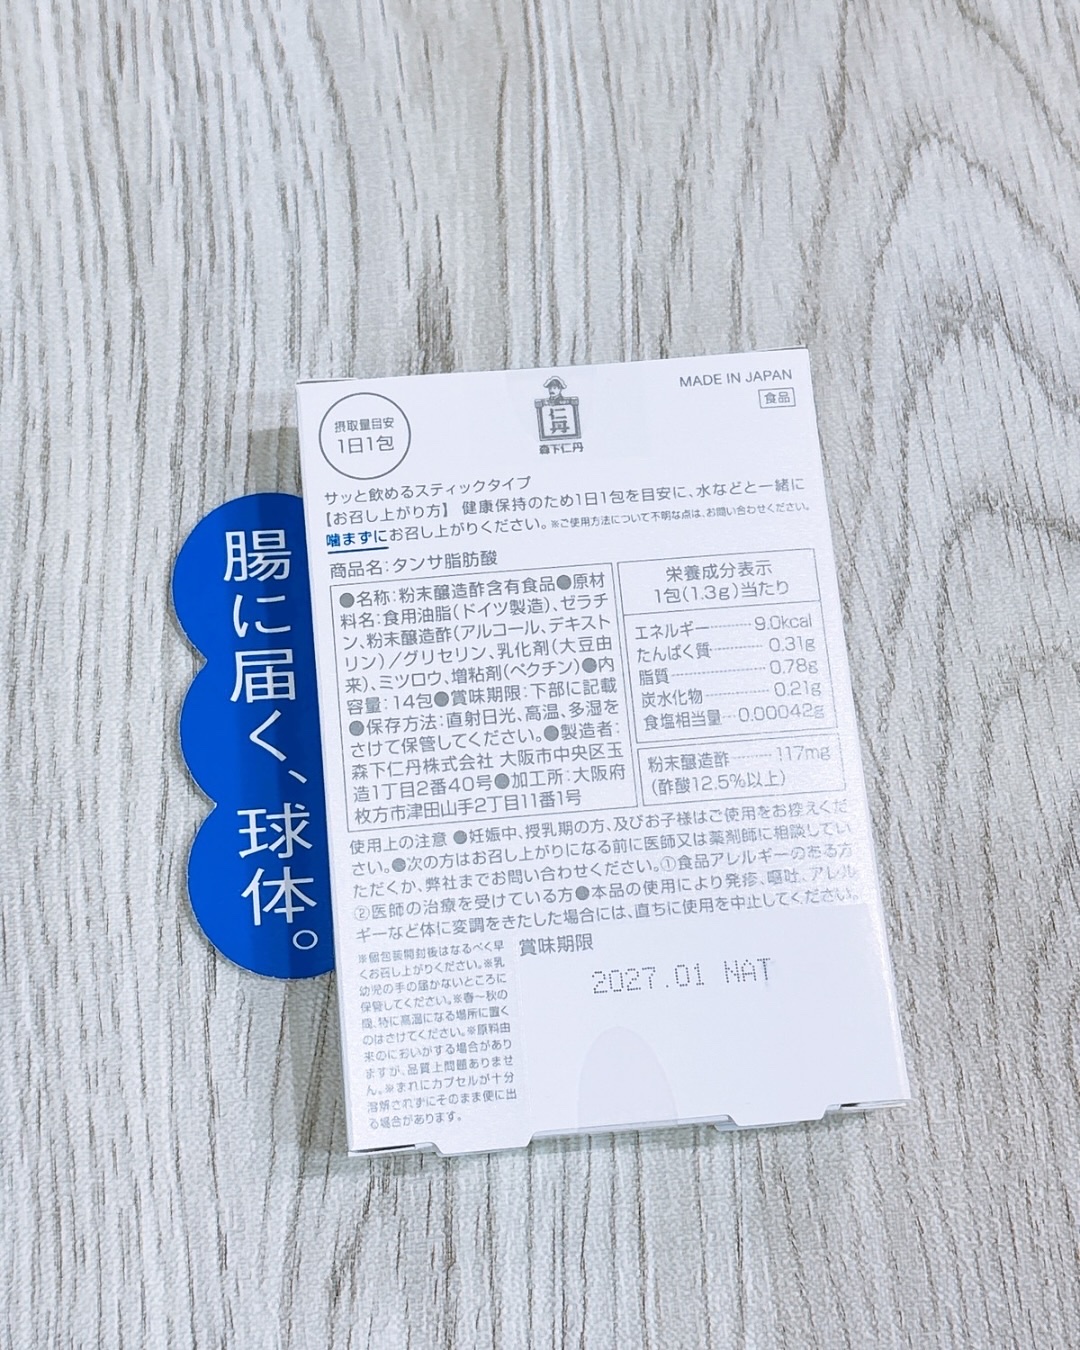 腸に届く、球体。
摂取量目安
1日1包
仁丹
森下仁丹
MADE IN JAPAN
食品
サッと飲めるスティックタイプ
【お召し上がり方】 健康保持のため1日1包を目安に、水などと一緒に
噛まずにお召し上がりください。※ご使用方法について不明な点は、お問い合わせください。
商品名：タンサ脂肪酸
●名称：粉末醸造酢含有食品●原材
料名：食用油脂（ドイツ製造）、ゼラチ
ン、粉末醸造酢（アルコール、デキスト
リン）／グリセリン、乳化剤（大豆由
来）、ミツロウ、増粘剤（ペクチン）●内
容量：14包●賞味期限：下部に記載
●保存方法：直射日光、高温、多湿を
さけて保管してください。●製造者：
森下仁丹株式会社 大阪市中央区玉
造1丁目2番40号●加工所：大阪府
枚方市津田山手2丁目11番1号
栄養成分表示
1包（1.3g）当たり
エネルギー………9.0kcal
たんぱく質…………0.31g
脂質…………………0.78g
炭水化物……………0.21g
食塩相当量…0.00042g
粉末醸造酢………117mg
（酢酸12.5%以上）
使用上の注意 ●妊娠中、授乳期の方、及びお子様はご使用をお控えくだ
さい。●次の方はお召し上がりになる前に医師又は薬剤師に相談してい
ただくか、弊社までお問い合わせください。①食品アレルギーのある方
②医師の治療を受けている方●本品の使用により発疹、嘔吐、アレル
ギーなど体に変調をきたした場合には、直ちに使用を中止してください。
※個包装開封後はなるべく早
くお召し上がりください。※乳
幼児の手の届かないところに
保管してください。※春〜秋の
間、特に高温になる場所に置く
のはさけてください。※原料由
来のにおいがする場合があり
ますが、品質上問題ありませ
ん。※まれにカプセルが十分
溶解されずにそのまま便に出
る場合があります。
賞味期限
2027.01 NAT